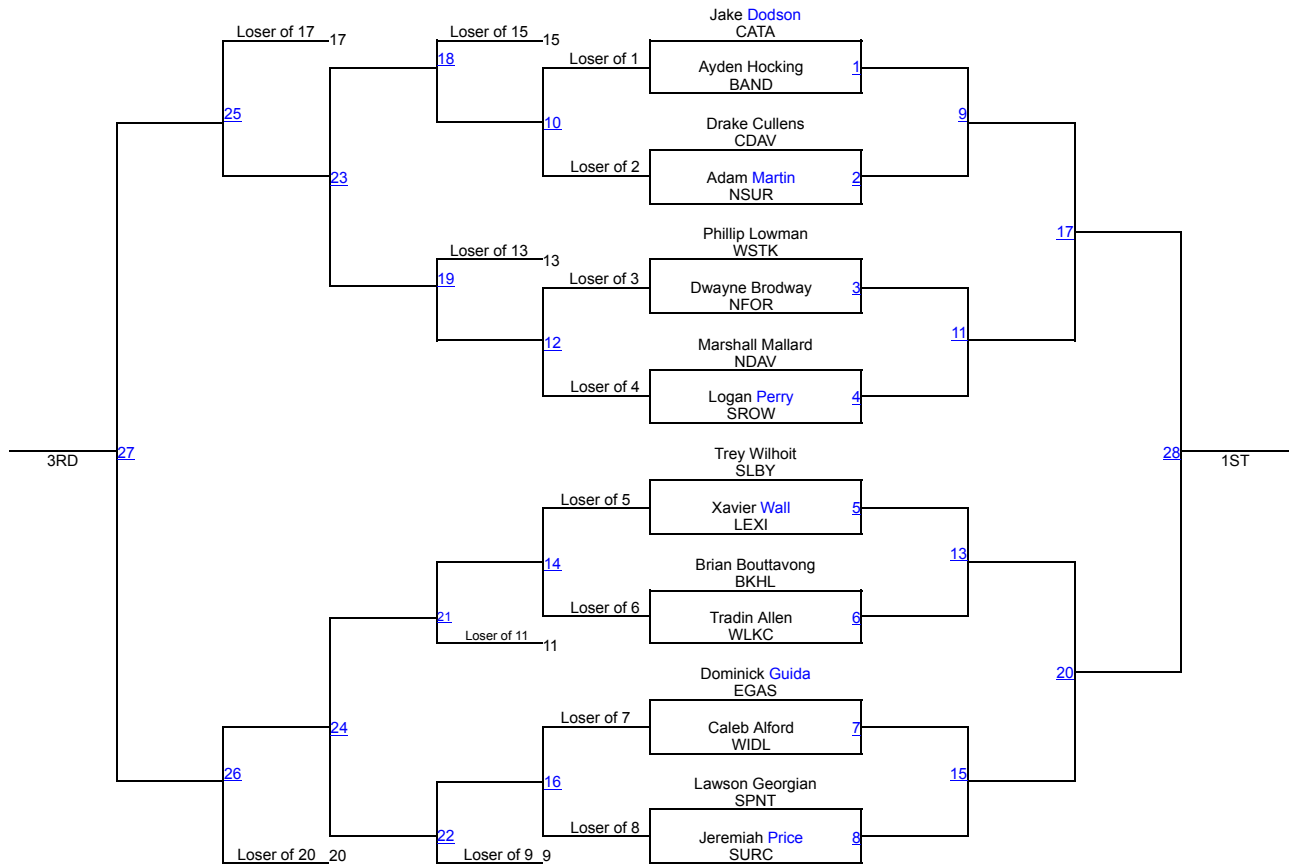 Jake Dodson
Loser of 17 17
Loser of 15 15
CATA
18
Loser of 1
Ayden Hocking
1
BAND
25
10
9
Drake Cullens
CDAV
Loser of 2
23
Adam Martin
2
NSUR
Phillip Lowman
17
WSTK
Loser of 13 13
19
Loser of 3
Dwayne Brodway
3
NFOR
12
11
Marshall Mallard
NDAV
Loser of 4
Logan Perry
4
SROW
3RD
27
Trey Wilhoit
28
1ST
SLBY
Loser of 5
Xavier Wall
5
LEXI
14
13
Brian Bouttavong
BKHL
Loser of 6
21
Tradin Allen
6
WLKC
Loser of 11 11
Dominick Guida
20
EGAS
Loser of 7
24
Caleb Alford
7
WIDL
26
16
15
Lawson Georgian
SPNT
Loser of 8
22
Jeremiah Price
8
SURC
Loser of 20 20
Loser of 9 9